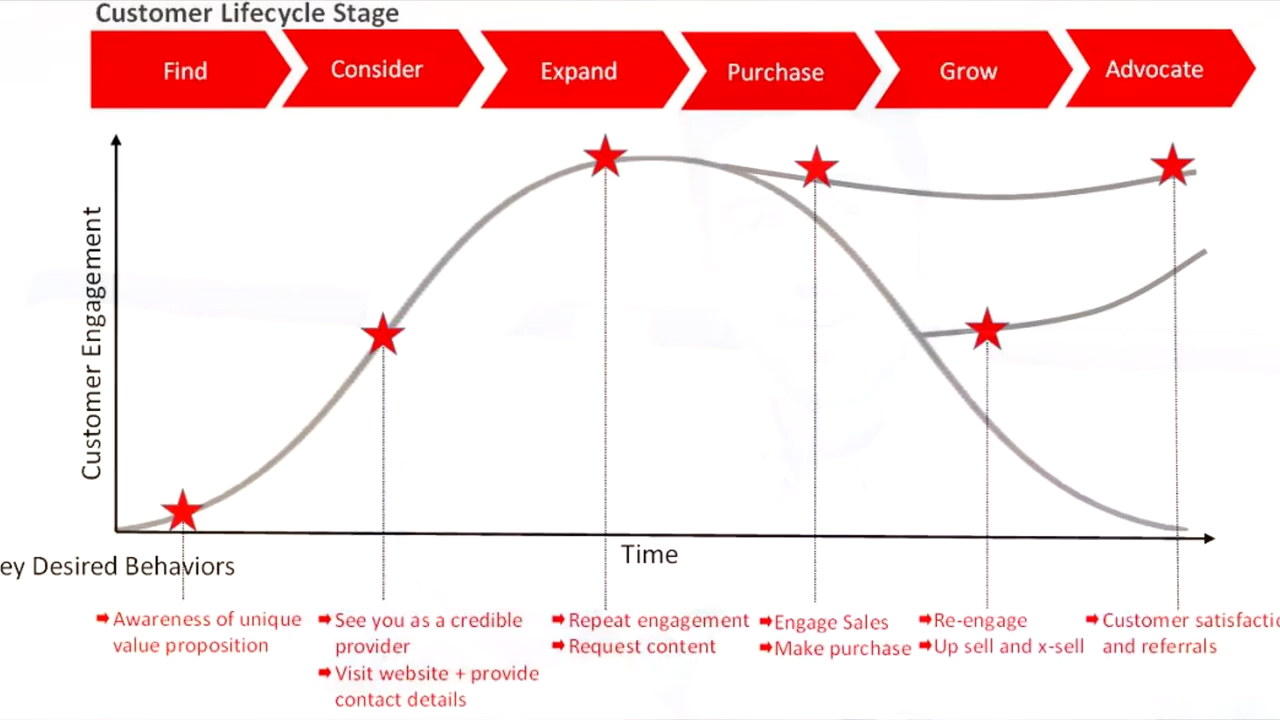 Customer Lifecycle Stage
Find
Consider
Expand
Purchase
Grow
Advocate
Customer Engagement
Time
ey Desired Behaviors
Awareness of unique
value proposition
See you as a credible
provider
Visit website + provide
contact details
Repeat engagement
Request content
Engage Sales
Make purchase
Re-engage
Up sell and x-sell
Customer satisfactio
and referrals